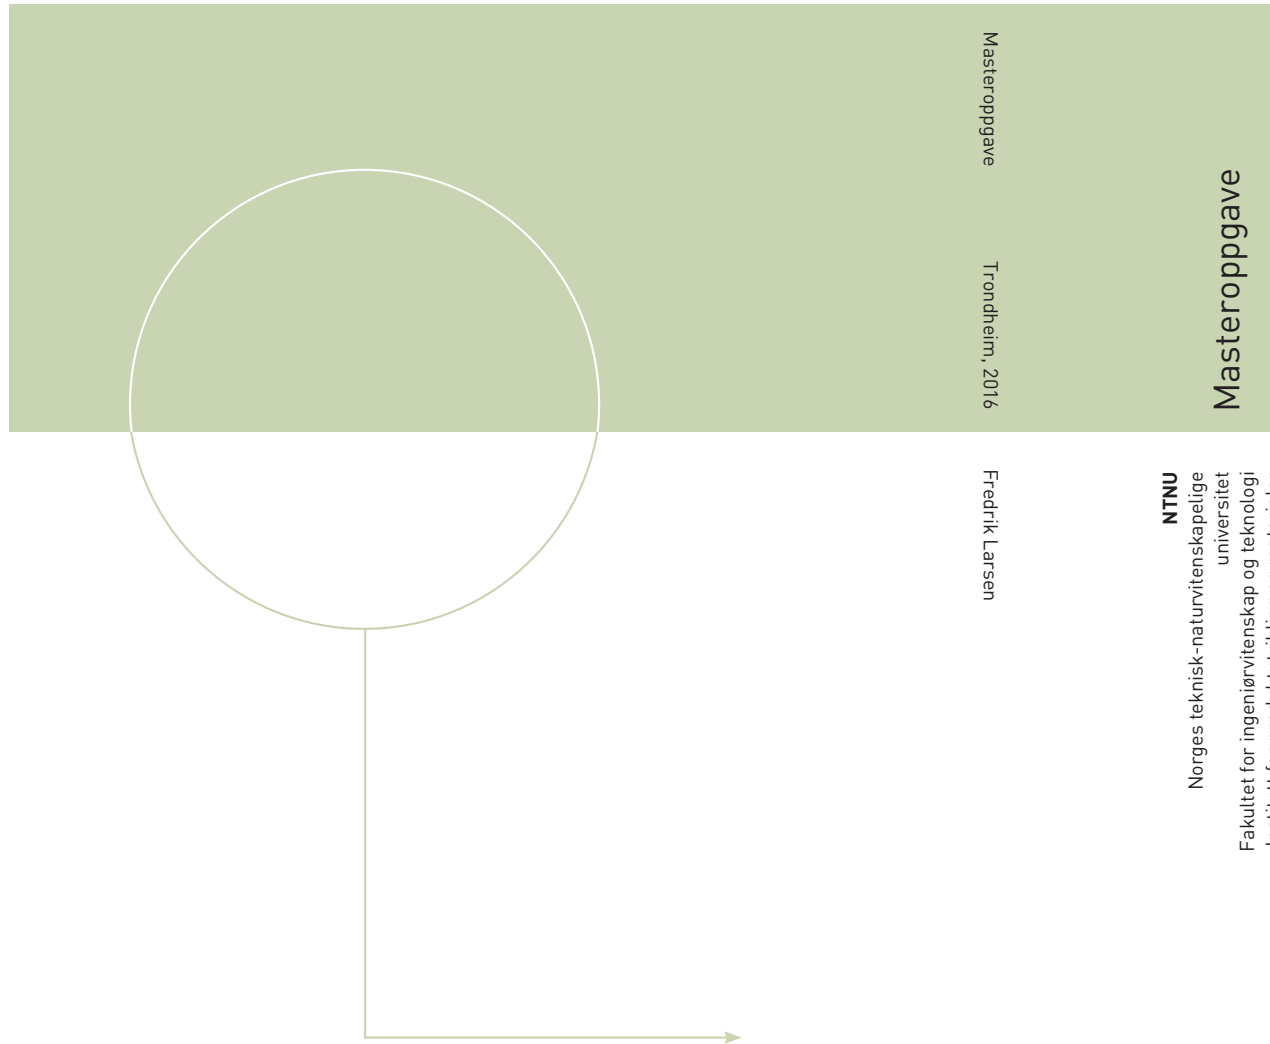 Masteroppgave
Trondheim, 2016
Fredrik Larsen
Masteroppgave
NTNU
Norges teknisk-naturvitenskapelige
universitet
Fakultet for ingeniørvitenskap og teknologi